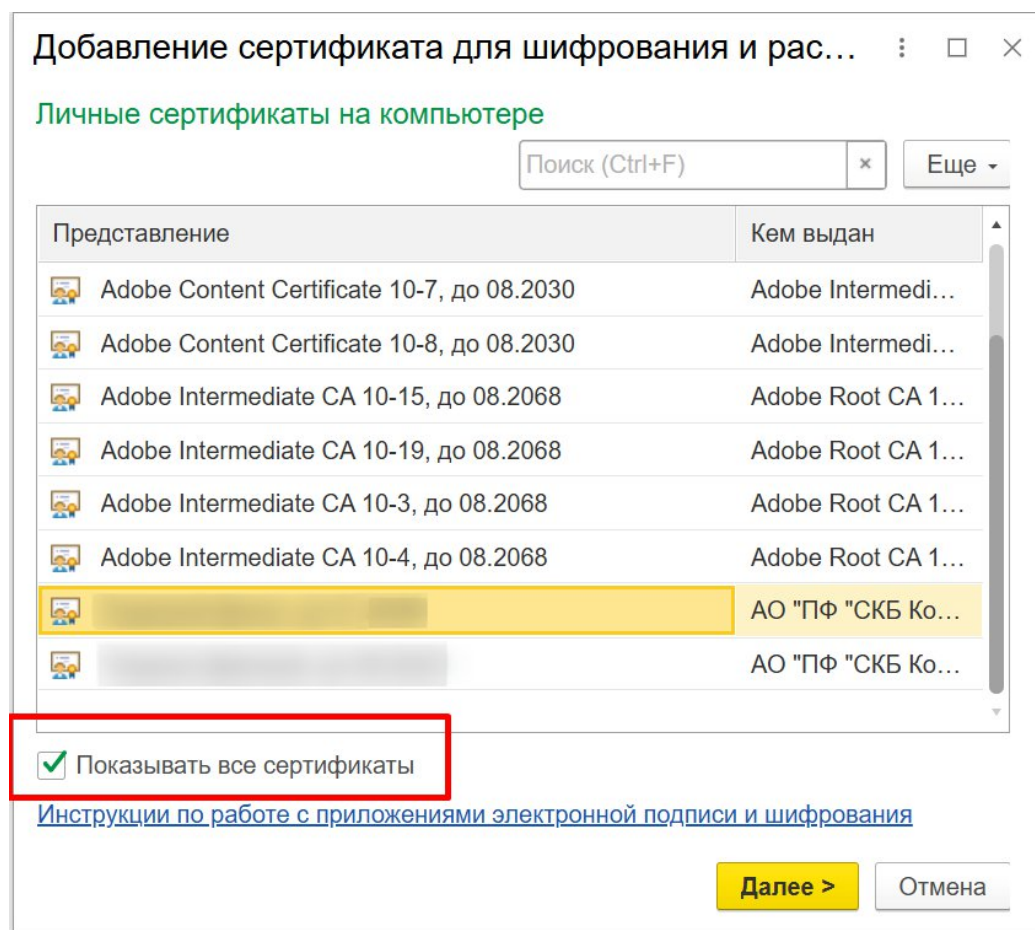 Добавление сертификата для шифрования и рас...
Личные сертификаты на компьютере
Поиск (Ctrl+F) × Еще
Представление Кем выдан
Adobe Content Certificate 10-7, до 08.2030 Adobe Intermedi...
Adobe Content Certificate 10-8, до 08.2030 Adobe Intermedi...
Adobe Intermediate CA 10-15, до 08.2068 Adobe Root CA 1...
Adobe Intermediate CA 10-19, до 08.2068 Adobe Root CA 1...
Adobe Intermediate CA 10-3, до 08.2068 Adobe Root CA 1...
Adobe Intermediate CA 10-4, до 08.2068 Adobe Root CA 1...
АО "ПФ "СКБ Ко...
АО "ПФ "СКБ Ко...
Показывать все сертификаты
Инструкции по работе с приложениями электронной подписи и шифрования
Далее > Отмена